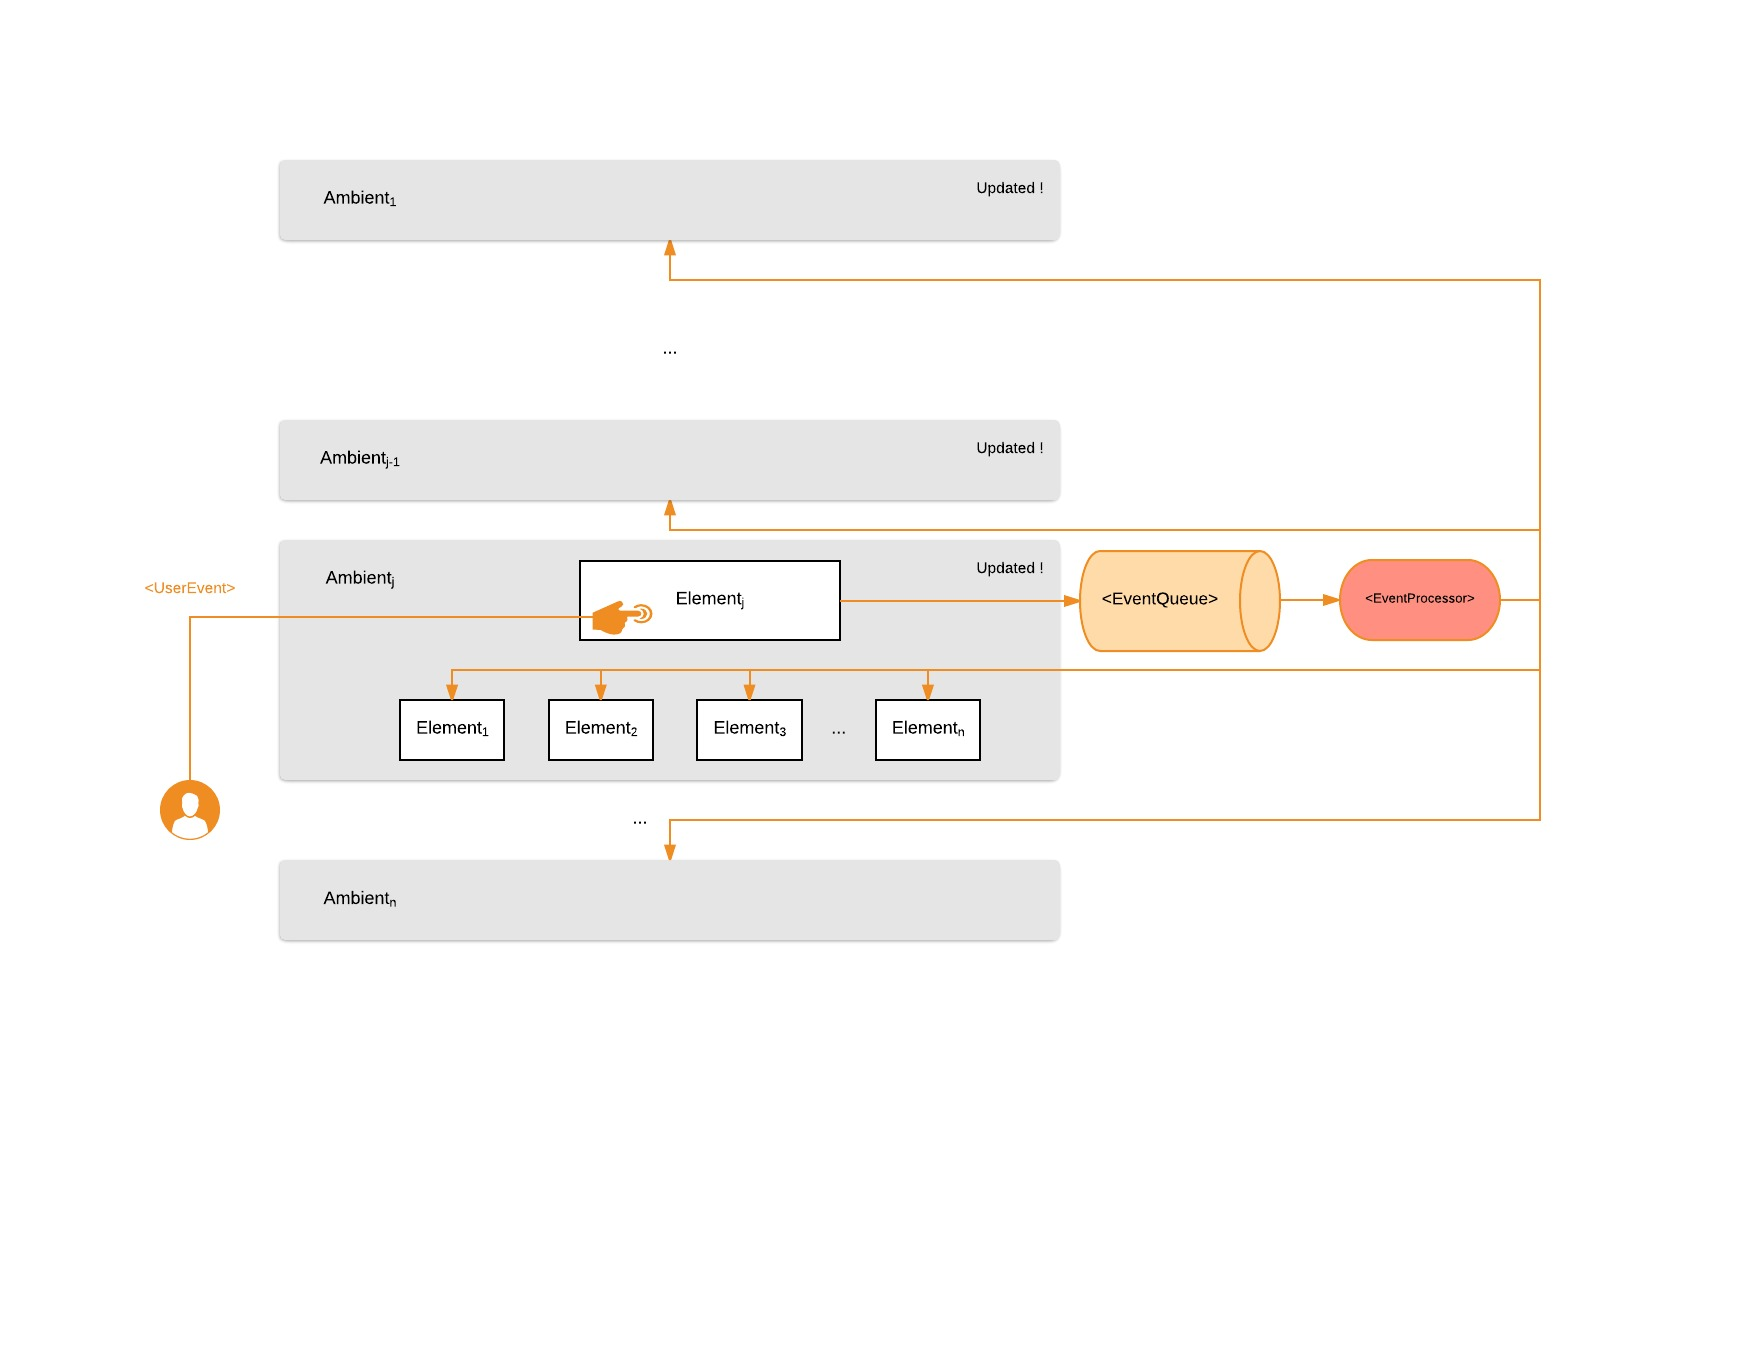 Ambient1
Updated !
...
Ambientj-1
Updated !
Ambientj
Updated !
<UserEvent>
Elementj
<EventQueue>
<EventProcessor>
Element1
Element2
Element3
...
Elementn
...
Ambientn